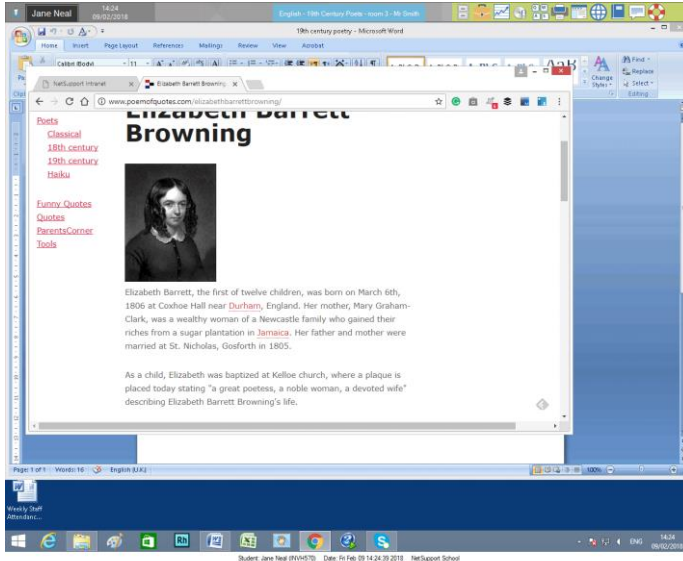 Jane Neal
14:24
09/02/2018
English - 19th Century Poets - room 3 - Mr Smith
19th century poetry - Microsoft Word
Home Insert Page Layout References Mailings Review View Acrobat
Calibri (Body) 11
Change
Styles
Find
Replace
Select
Editing
NetSupport Intranet
Elizabeth Barrett Browning
www.poemofquotes.com/elizabethbarrettbrowning/
Elizabeth Barrett
Browning
Poets
Classical
18th century
19th century
Haiku
Funny Quotes
Quotes
ParentsCorner
Tools
Elizabeth Barrett, the first of twelve children, was born on March 6th,
1806 at Coxhoe Hall near Durham, England. Her mother, Mary Graham-
Clark, was a wealthy woman of a Newcastle family who gained their
riches from a sugar plantation in Jamaica. Her father and mother were
married at St. Nicholas, Gosforth in 1805.
As a child, Elizabeth was baptized at Kelloe church, where a plaque is
placed today stating "a great poetess, a noble woman, a devoted wife"
describing Elizabeth Barrett Browning's life.
Page: 1 of 1 Words: 16 English (U.K.) 100%
Weekly Staff
Attendanc...
Rh
ENG
14:24
09/02/2018
Student: Jane Neal (INVH570) Date: Fri Feb 09 14:24:39 2018 NetSupport School